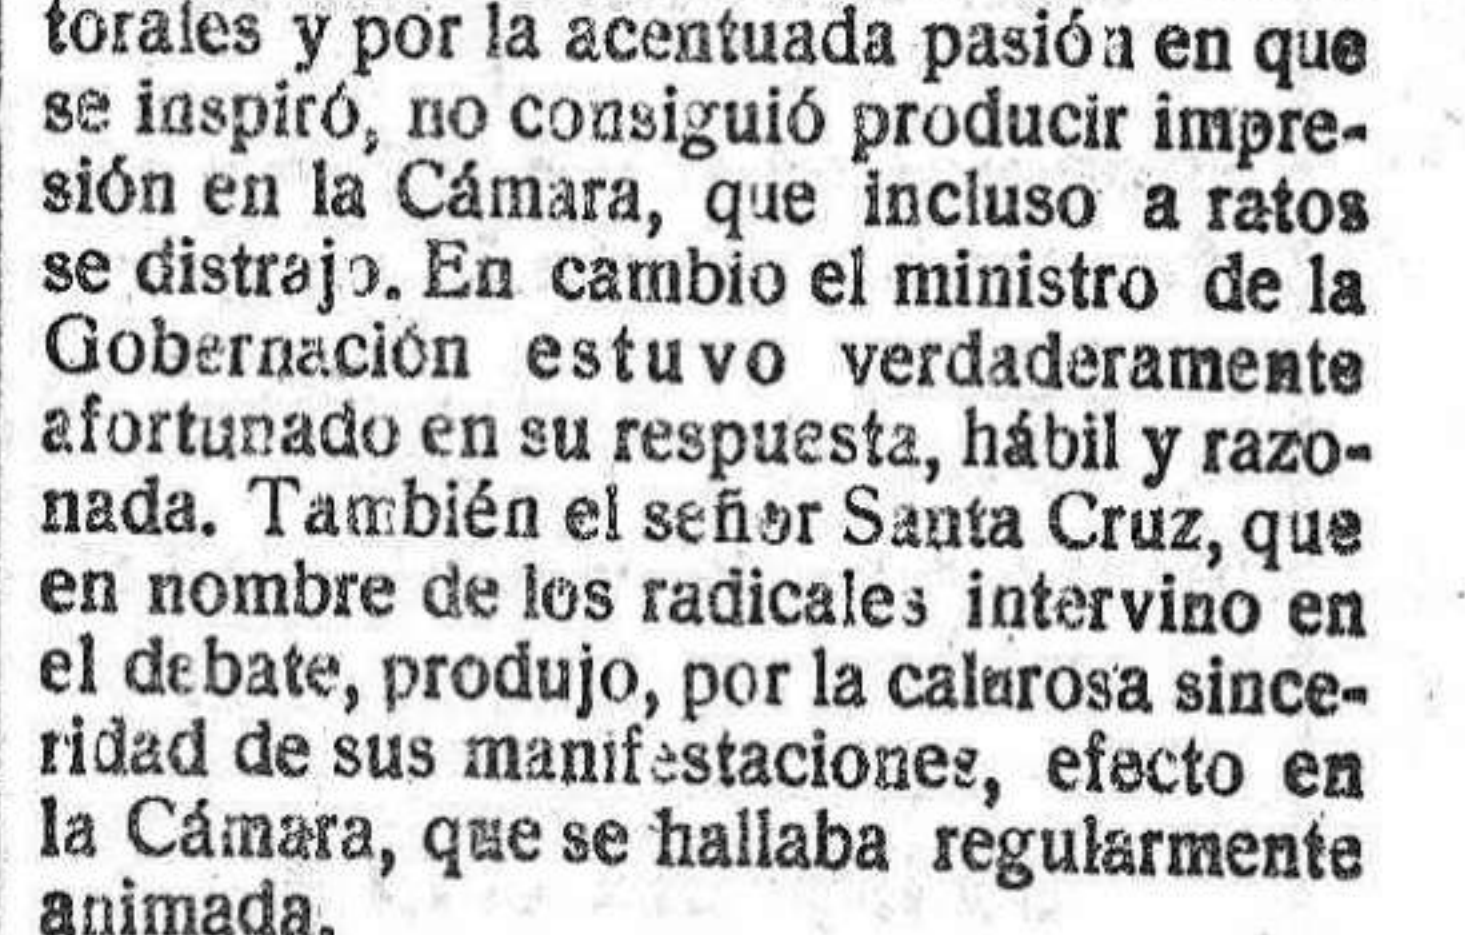 torales y por la acentuada pasión en que
se inspiró, no consiguió producir impre-
sión en la Cámara, que incluso a ratos
se distrajo. En cambio el ministro de la
Gobernación estuvo verdaderamente
afortunado en su respuesta, hábil y razo-
nada. También el señor Santa Cruz, que
en nombre de los radicales intervino en
el debate, produjo, por la calurosa since-
ridad de sus manifestaciones, efecto en
la Cámara, que se hallaba regularmente
animada.